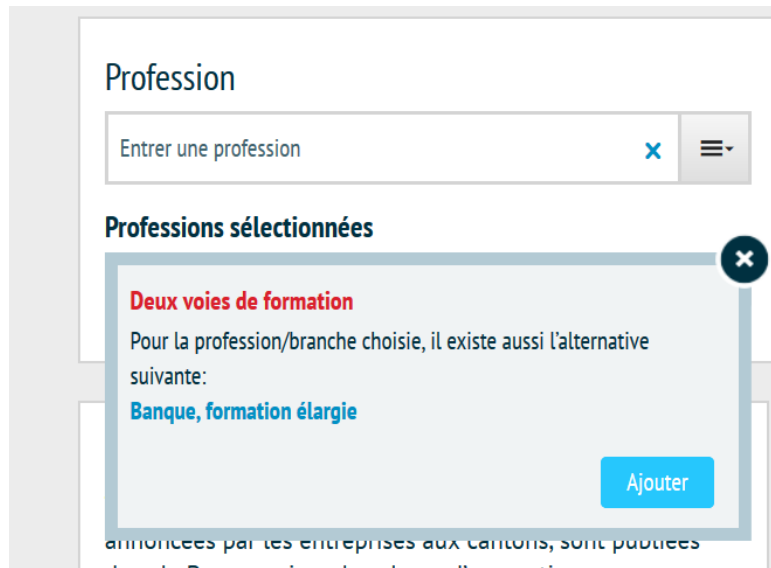 Profession
Entrer une profession
Professions sélectionnées
Deux voies de formation
Pour la profession/branche choisie, il existe aussi l'alternative
suivante:
Banque, formation élargie
Ajouter
annoncées par les entreprises aux cantons, sont publiées